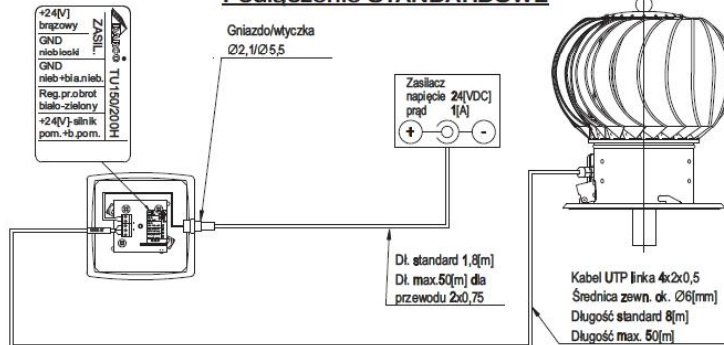 Podłączenie STANDARDOWE
+24[V]
brązowy
GND
niebieski
GND
nieb+bia.nieb.
Reg.pr.obrot
biało-zielony
+24[V]-silnik
pom.+b.pom.
ZASIL.
TU150/200H
Gniazdo/wtyczka
Ø2,1/Ø5,5
Zasilacz
napięcie 24[VDC]
prąd 1[A]
+ -
Dł. standard 1,8[m]
Dł. max.50[m] dla
przewodu 2x0,75
Kabel UTP linka 4x2x0,5
Średnica zewn. ok. Ø6[mm]
Długość standard 8[m]
Długość max. 50[m]